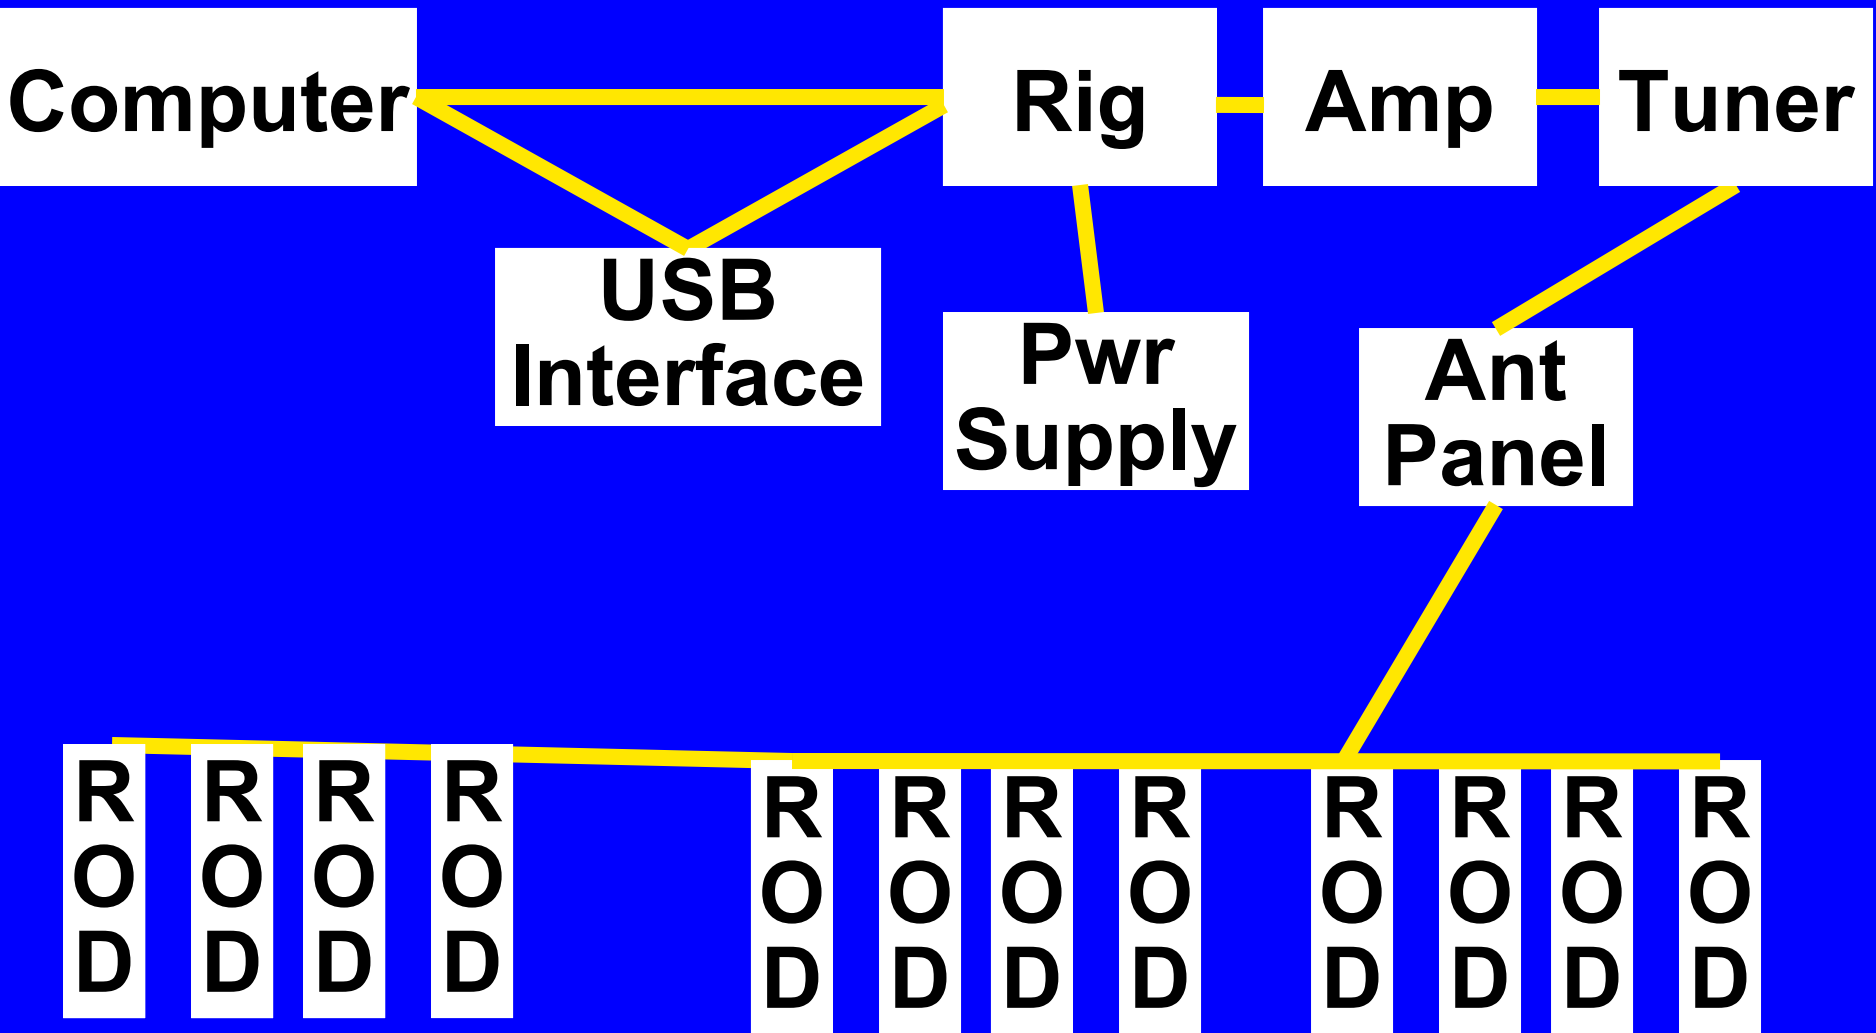 Computer
Rig
Amp
Tuner
USB
Interface
Pwr
Supply
Ant
Panel
R
O
D
R
O
D
R
O
D
R
O
D
R
O
D
R
O
D
R
O
D
R
O
D
R
O
D
R
O
D
R
O
D
R
O
D